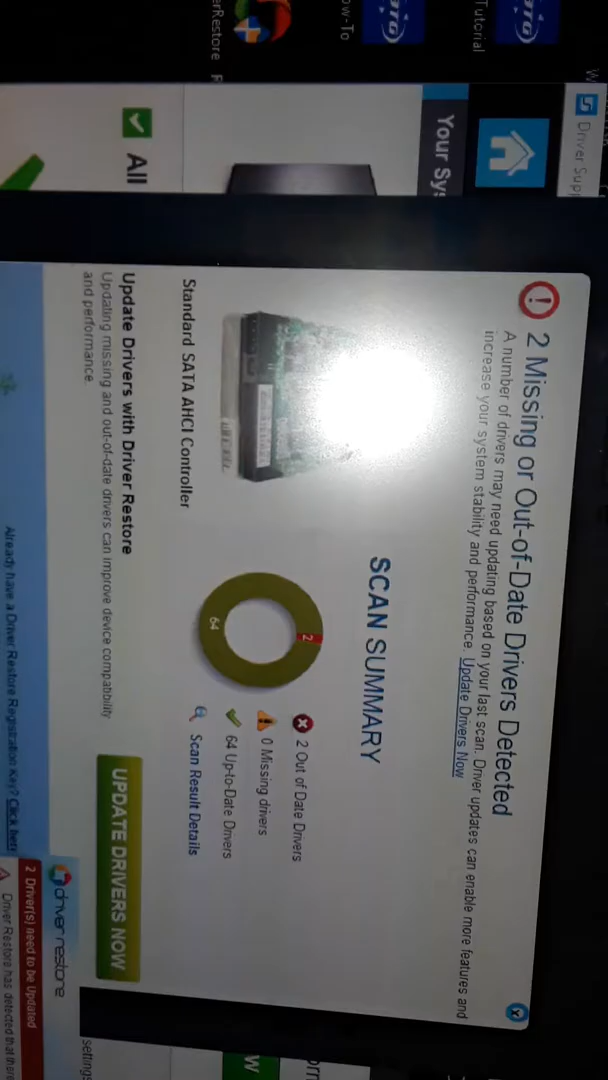 Tutorial
ow-To
erRestore
Driver Supp
Your Sys
All
2 Missing or Out-of-Date Drivers Detected
A number of drivers may need updating based on your last scan. Driver updates can enable more features and
increase your system stability and performance. Update Drivers Now
SCAN SUMMARY
2
64
2 Out of Date Drivers
0 Missing drivers
64 Up-to-Date Drivers
Scan Result Details
Standard SATA AHCI Controller
Update Drivers with Driver Restore
Updating missing and out-of-date drivers can improve device compatibility
and performance.
UPDATE DRIVERS NOW
Already have a Driver Restore Registration Key? Click here
driver restore
2 Driver(s) need to be Updated
Driver Restore has detected that there
settings